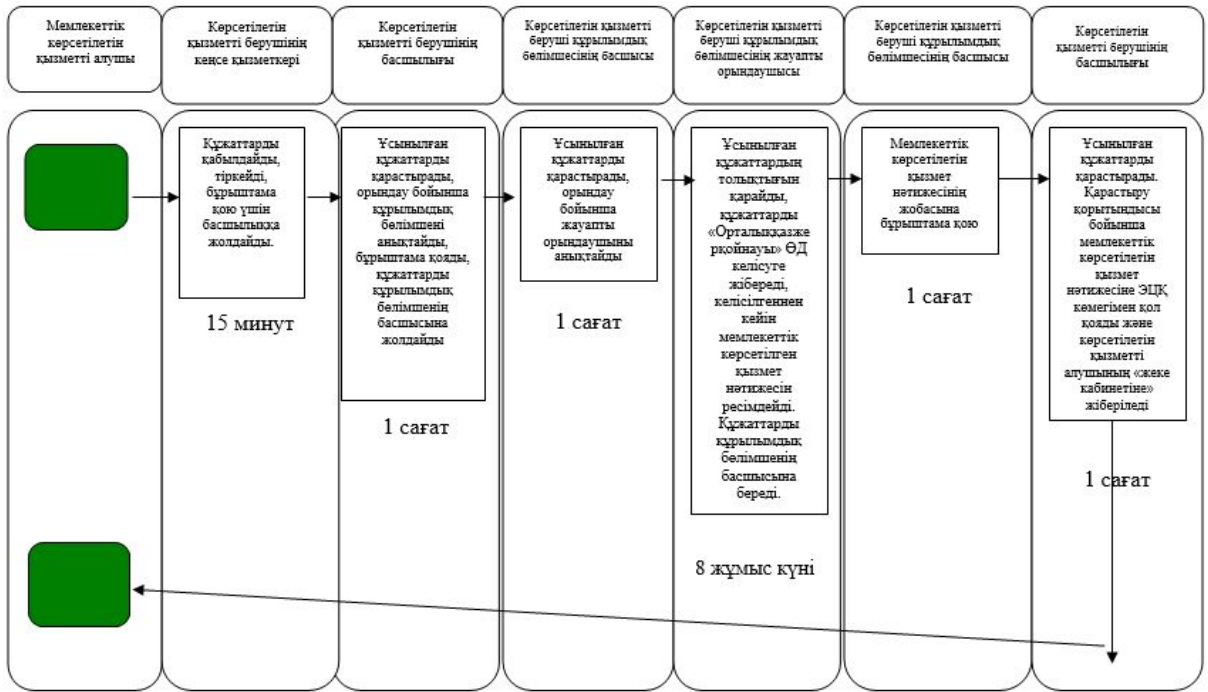 Мемлекеттік
көрсетілетін
қызметті алушы
Көрсетілетін
қызметті берушінің
кеңсе қызметкері
Көрсетілетін
қызметті берушінің
басшылығы
Көрсетілетін қызметті
беруші құрылымдық
бөлімшесінің басшысы
Көрсетілетін қызметті
беруші құрылымдық
бөлімшесінің жауапты
орындаушысы
Көрсетілетін қызметті
беруші құрылымдық
бөлімшесінің басшысы
Көрсетілетін
қызметті берушінің
басшылығы
Құжаттарды
қабылдайды,
тіркейді,
бұрыштама
қою үшін
басшылыққа
жолдайды.
15 минут
Ұсынылған
құжаттарды
қарастырады,
орындау бойынша
құрылымдық
бөлімшені
анықтайды,
бұрыштама қояды,
құжаттарды
құрылымдық
бөлімшенің
басшысына
жолдайды
1 сағат
Ұсынылған
құжаттарды
қарастырады,
орындау
бойынша
жауапты
орындаушыны
анықтайды
1 сағат
Ұсынылған
құжаттардың
толықтығын
қарайды,
құжаттарды
«Орталыққазже
рқойнауы» ӨД
келісуге
жібереді,
келісілгеннен
кейін
мемлекеттік
көрсетілген
қызмет
нәтижесін
ресімдейді.
Құжаттарды
құрылымдық
бөлімшенің
басшысына
береді.
8 жұмыс күні
Мемлекеттік
көрсетілетін
қызмет
нәтижесінің
жобасына
бұрыштама қою
1 сағат
Ұсынылған
құжаттарды
қарастырады.
Қарастыру
қорытындысы
бойынша
мемлекеттік
көрсетілетін
қызмет
нәтижесіне ЭЦҚ
көмегімен қол
қояды және
көрсетілетін
қызметті
алушының «жеке
кабинетіне»
жіберіледі
1 сағат